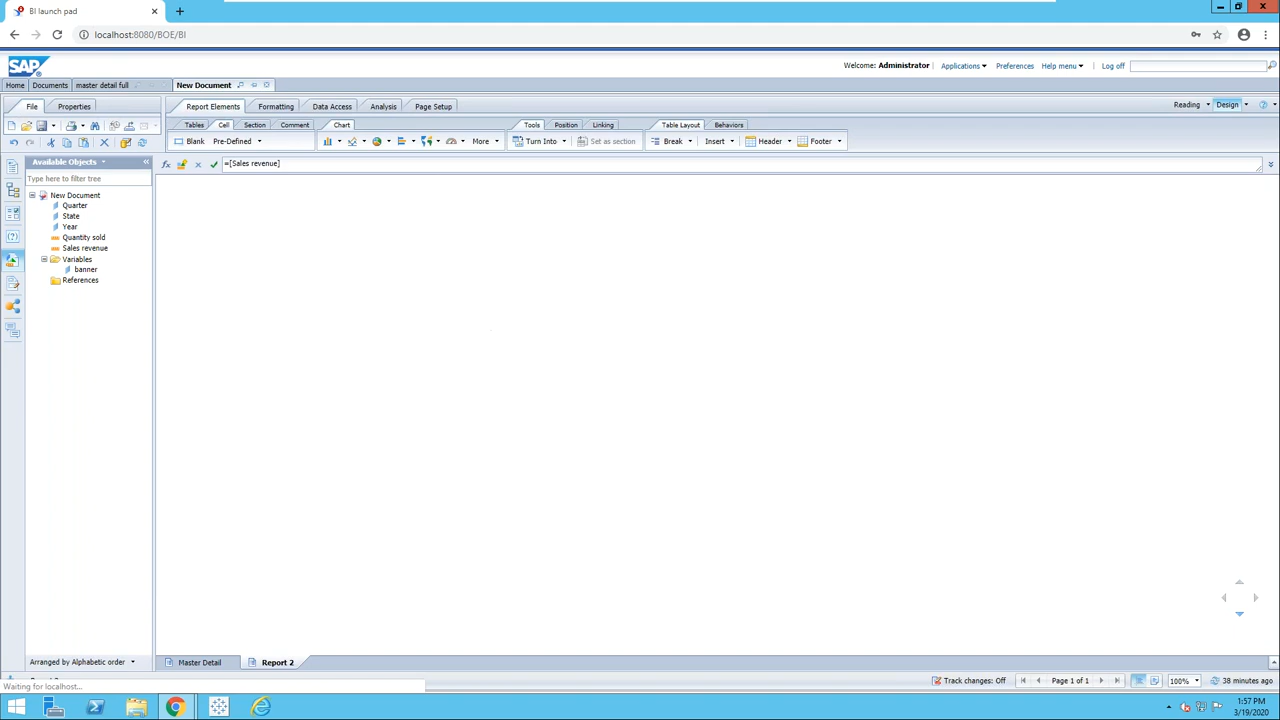 BI launch pad
localhost:8080/BOE/BI
SAP
Welcome: Administrator Applications Preferences Help menu Log off
Home Documents master detail full New Document
File Properties Report Elements Formatting Data Access Analysis Page Setup Reading Design
Tables Cell Section Comment Chart Tools Position Linking Table Layout Behaviors
Blank Pre-Defined More Turn Into Set as section Break Insert Header Footer
Available Objects =[Sales revenue]
Type here to filter tree
New Document
Quarter
State
Year
Quantity sold
Sales revenue
Variables
banner
References
Arranged by Alphabetic order Master Detail Report 2
Track changes: Off Page 1 of 1 100% 38 minutes ago
Waiting for localhost...
1:57 PM
3/19/2020